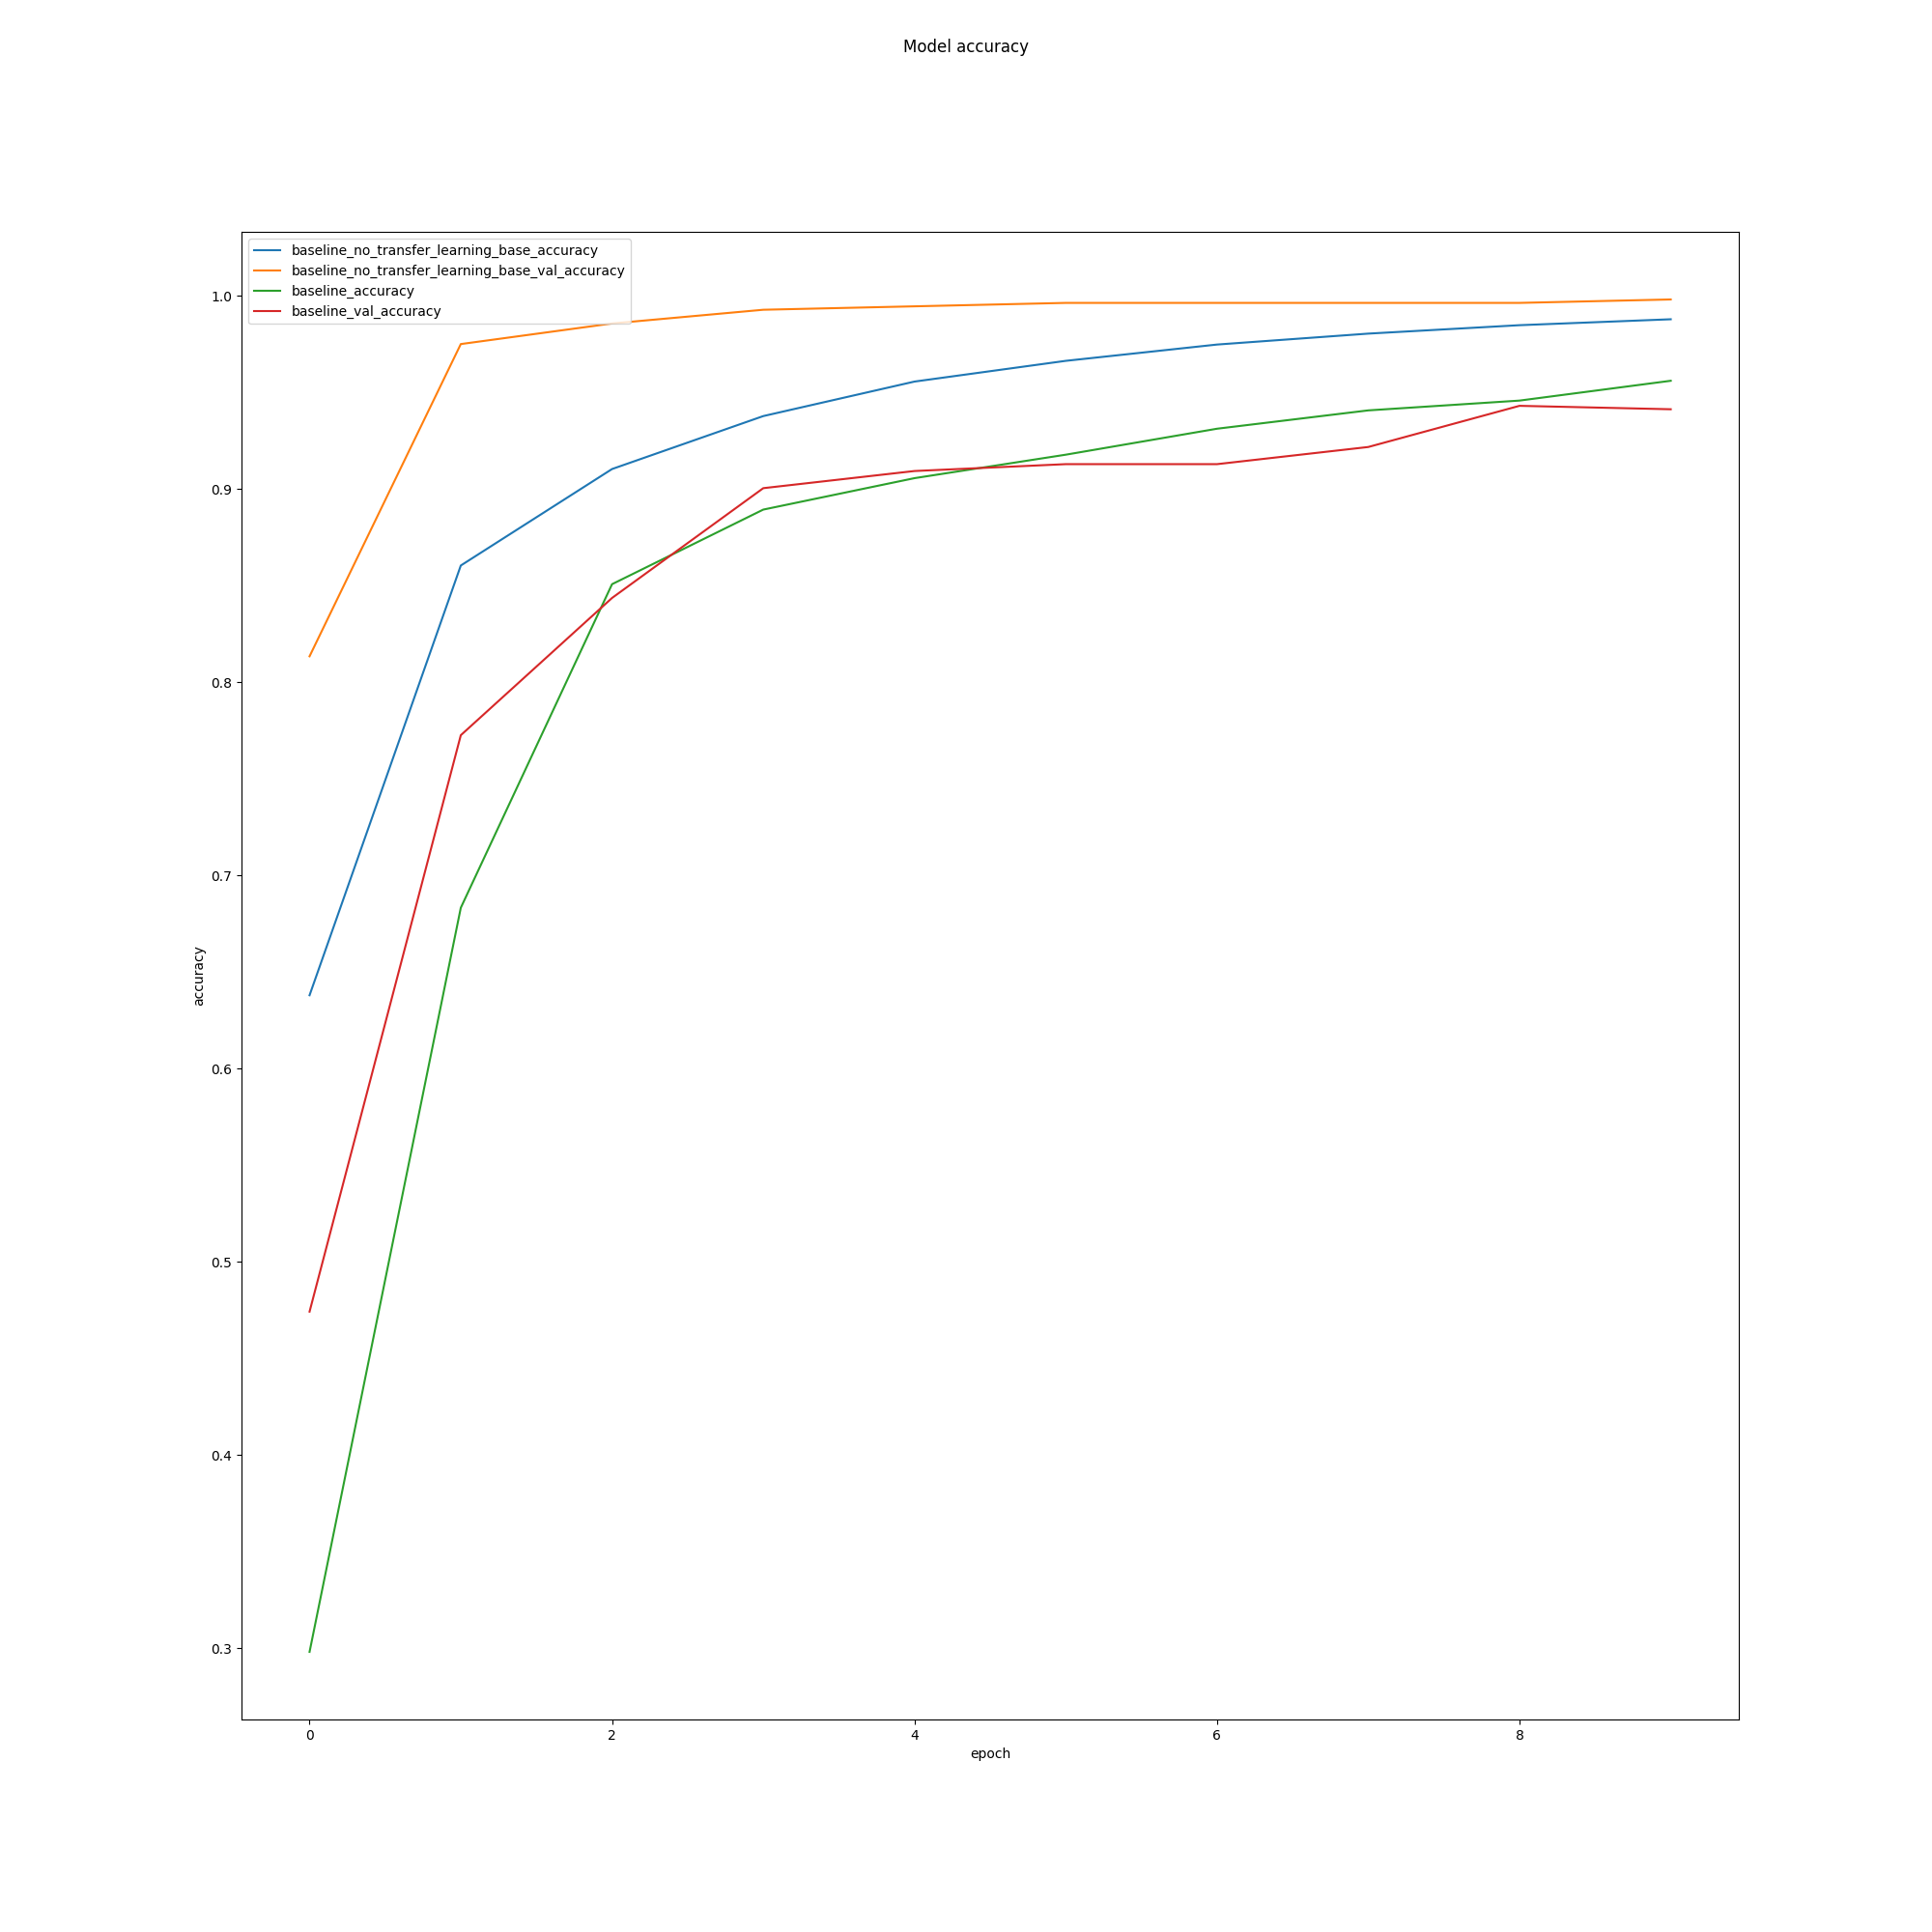 Model accuracy
baseline_no_transfer_learning_base_accuracy
baseline_no_transfer_learning_base_val_accuracy
baseline_accuracy
baseline_val_accuracy
1.0
0.9
0.8
0.7
0.6
0.5
0.4
0.3
accuracy
0 2 4 6 8
epoch